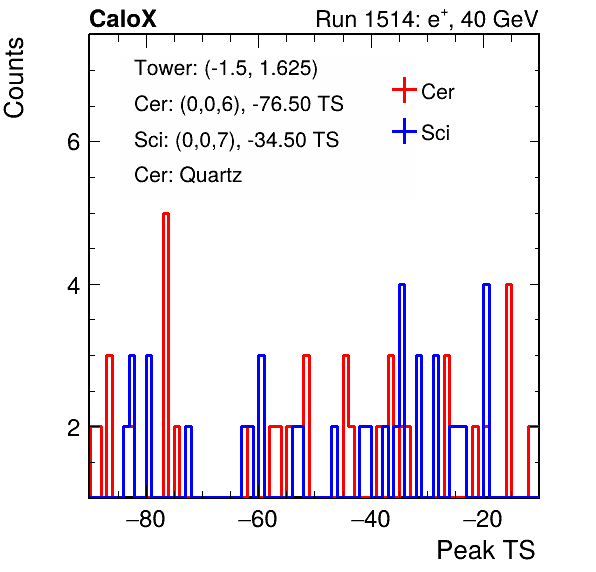 CaloX Run 1514: e⁺, 40 GeV
Counts
Tower: (-1.5, 1.625)
Cer: (0,0,6), -76.50 TS
Sci: (0,0,7), -34.50 TS
Cer: Quartz
Cer
Sci
6
4
2
−80 −60 −40 −20
Peak TS